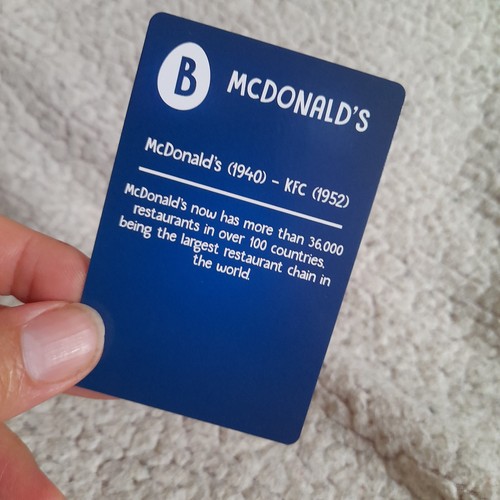 B McDONALD'S
McDonald's (1940) - KFC (1952)
McDonald's now has more than 36.000
restaurants in over 100 countries,
being the largest restaurant chain in
the world.